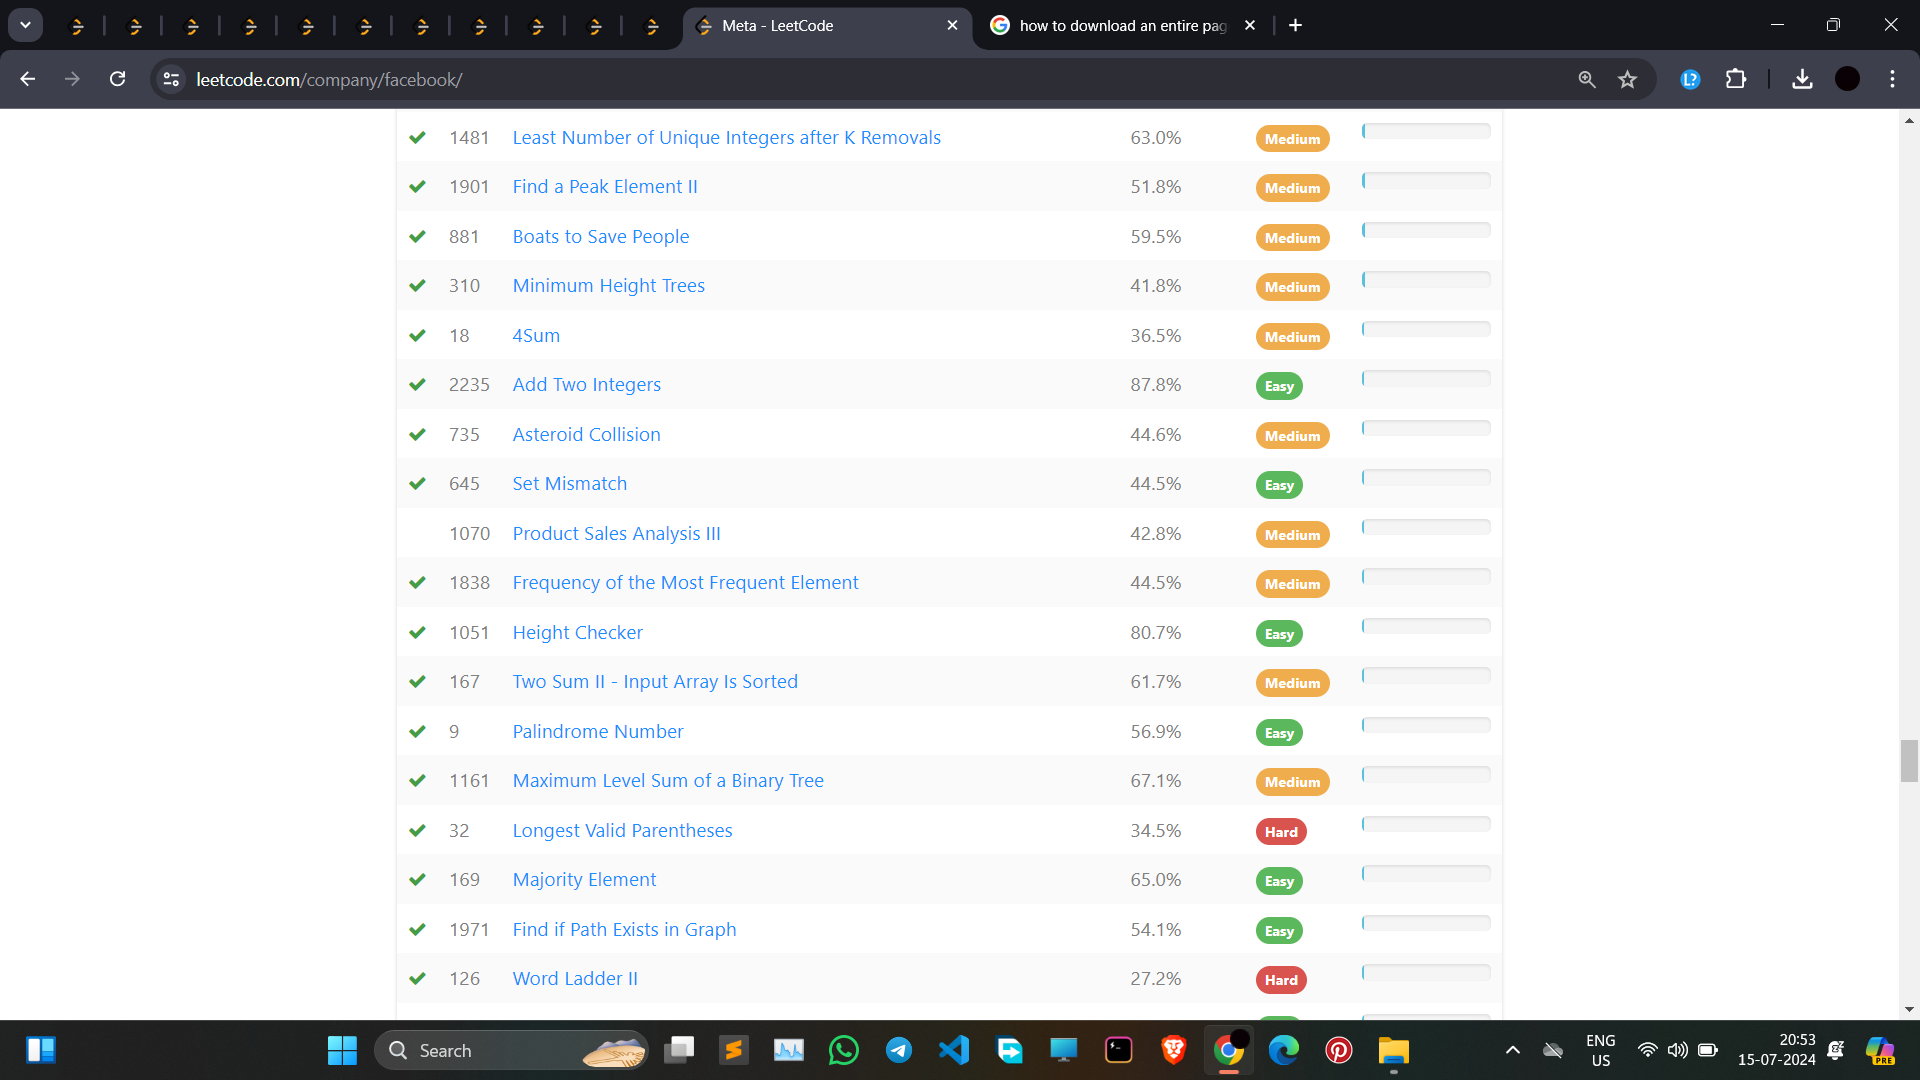 Meta - LeetCode
how to download an entire pag
leetcode.com/company/facebook/
1481 Least Number of Unique Integers after K Removals 63.0% Medium
1901 Find a Peak Element II 51.8% Medium
881 Boats to Save People 59.5% Medium
310 Minimum Height Trees 41.8% Medium
18 4Sum 36.5% Medium
2235 Add Two Integers 87.8% Easy
735 Asteroid Collision 44.6% Medium
645 Set Mismatch 44.5% Easy
1070 Product Sales Analysis III 42.8% Medium
1838 Frequency of the Most Frequent Element 44.5% Medium
1051 Height Checker 80.7% Easy
167 Two Sum II - Input Array Is Sorted 61.7% Medium
9 Palindrome Number 56.9% Easy
1161 Maximum Level Sum of a Binary Tree 67.1% Medium
32 Longest Valid Parentheses 34.5% Hard
169 Majority Element 65.0% Easy
1971 Find if Path Exists in Graph 54.1% Easy
126 Word Ladder II 27.2% Hard
Search
ENG
US
20:53
15-07-2024
PRE